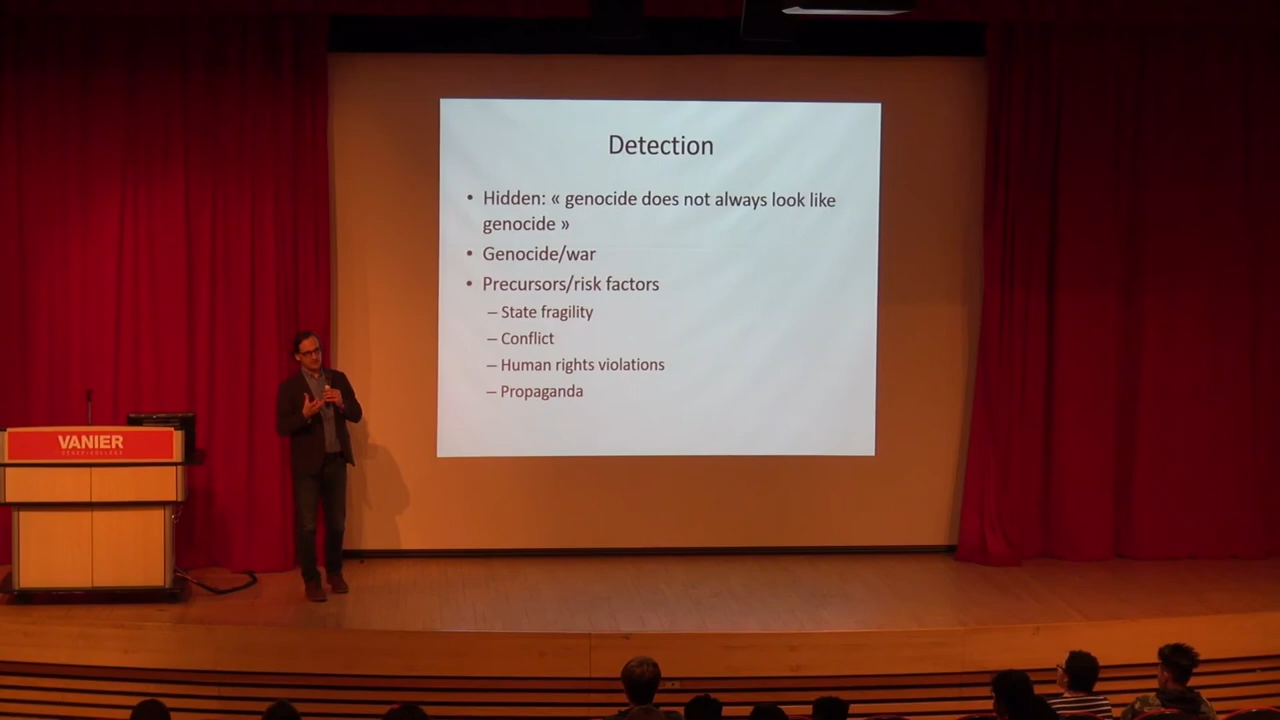 Detection
• Hidden: « genocide does not always look like
genocide »
• Genocide/war
• Precursors/risk factors
– State fragility
– Conflict
– Human rights violations
– Propaganda
VANIER